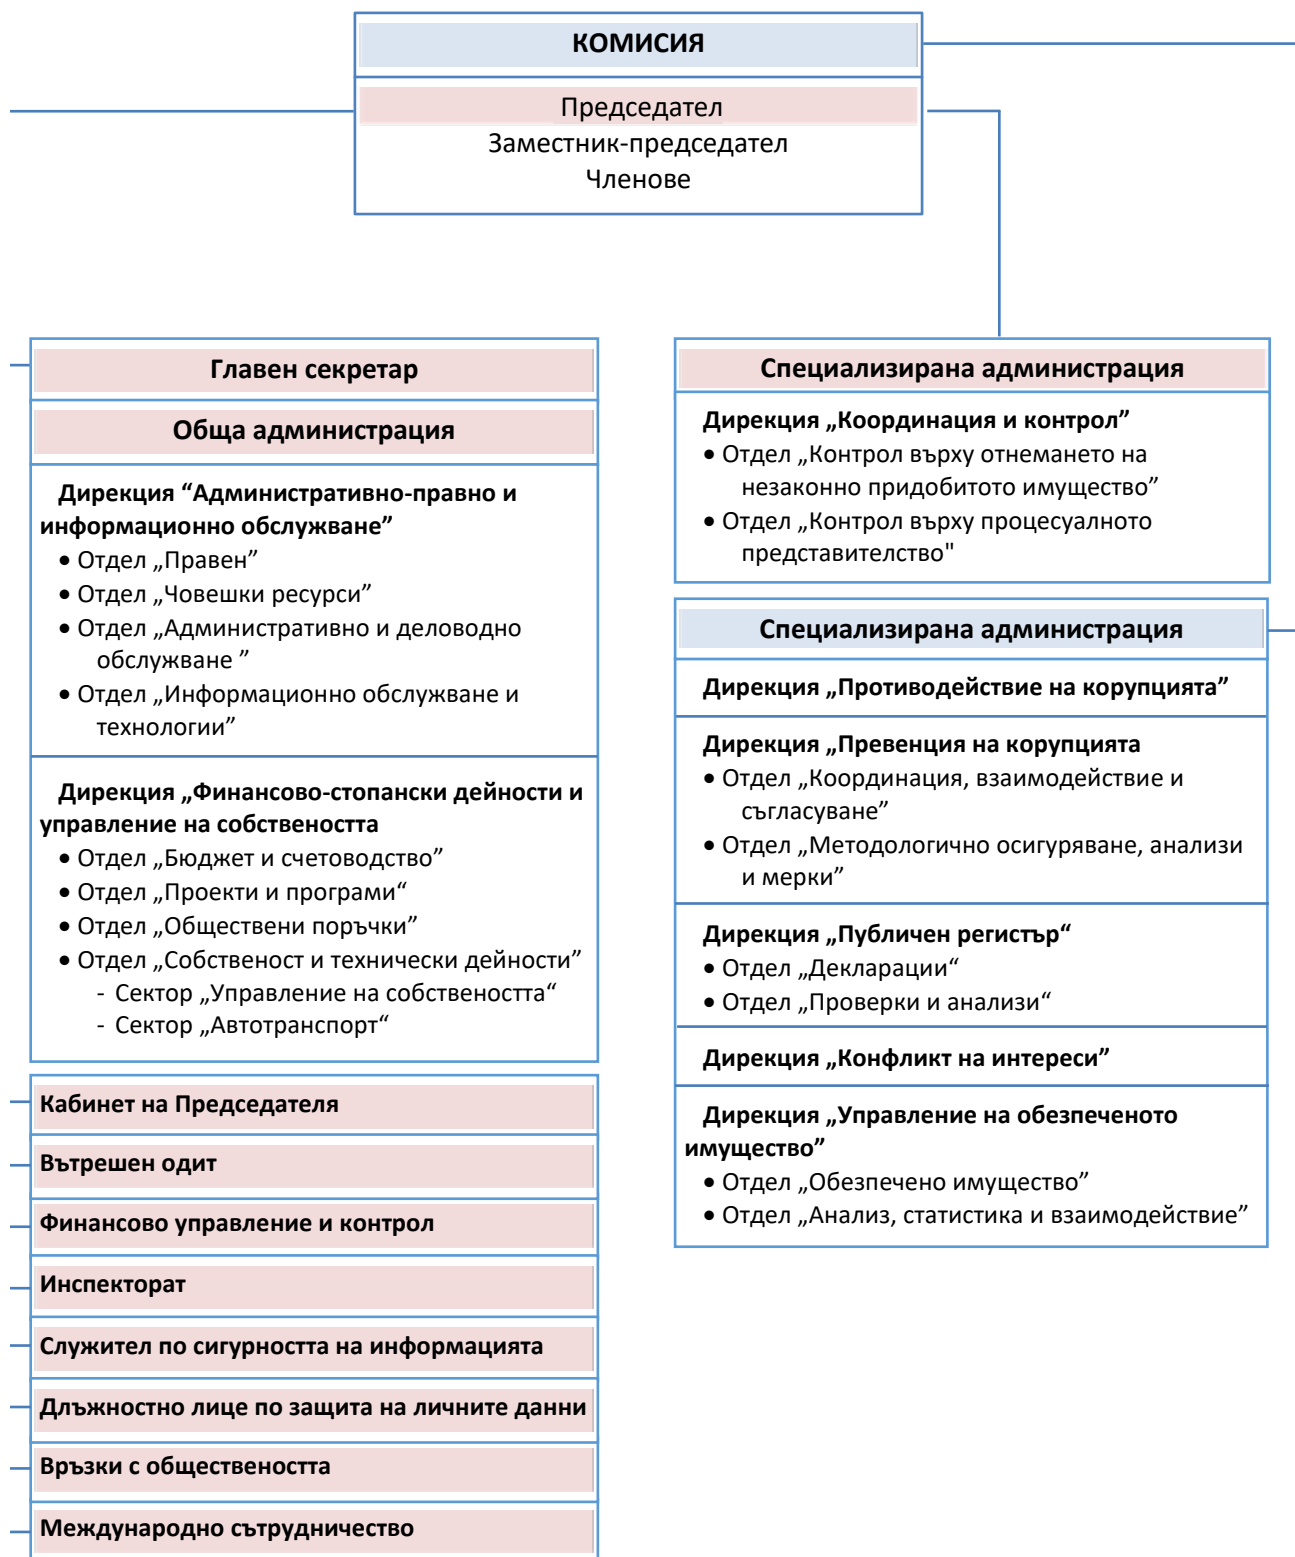 КОМИСИЯ
Председател
Заместник-председател
Членове
Главен секретар
Обща администрация
Дирекция “Административно-правно и
информационно обслужване”
• Отдел „Правен”
• Отдел „Човешки ресурси”
• Отдел „Административно и деловодно
обслужване ”
• Отдел „Информационно обслужване и
технологии”
Дирекция „Финансово-стопански дейности и
управление на собствеността
• Отдел „Бюджет и счетоводство”
• Отдел „Проекти и програми“
• Отдел „Обществени поръчки”
• Отдел „Собственост и технически дейности”
- Сектор „Управление на собствеността“
- Сектор „Автотранспорт“
Кабинет на Председателя
Вътрешен одит
Финансово управление и контрол
Инспекторат
Служител по сигурността на информацията
Длъжностно лице по защита на личните данни
Връзки с обществеността
Международно сътрудничество
Специализирана администрация
Дирекция „Координация и контрол”
• Отдел „Контрол върху отнемането на
незаконно придобитото имущество”
• Отдел „Контрол върху процесуалното
представителство"
Специализирана администрация
Дирекция „Противодействие на корупцията”
Дирекция „Превенция на корупцията
• Отдел „Координация, взаимодействие и
съгласуване”
• Отдел „Методологично осигуряване, анализи
и мерки”
Дирекция „Публичен регистър“
• Отдел „Декларации“
• Отдел „Проверки и анализи“
Дирекция „Конфликт на интереси”
Дирекция „Управление на обезпеченото
имущество”
• Отдел „Обезпечено имущество”
• Отдел „Анализ, статистика и взаимодействие”